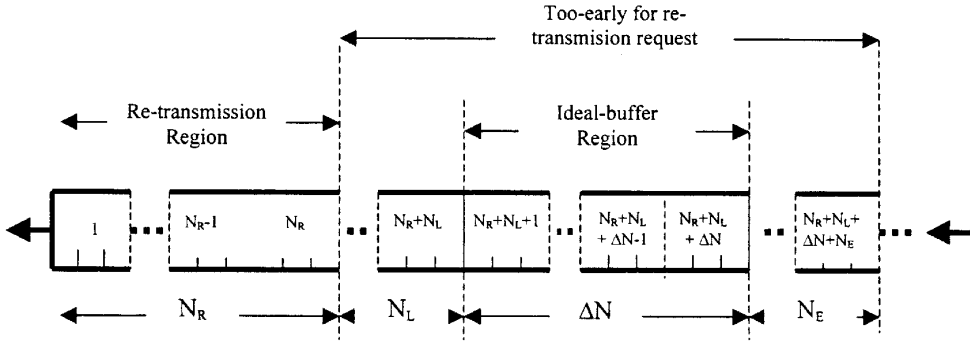 Too-early for re-
transmision request
Re-transmission
Region
Ideal-buffer
Region
1
N_R-1
N_R
N_R+N_L
N_R+N_L+1
N_R+N_L
+ ΔN-1
N_R+N_L
+ ΔN
N_R+N_L+
ΔN+N_E
N_R
N_L
ΔN
N_E